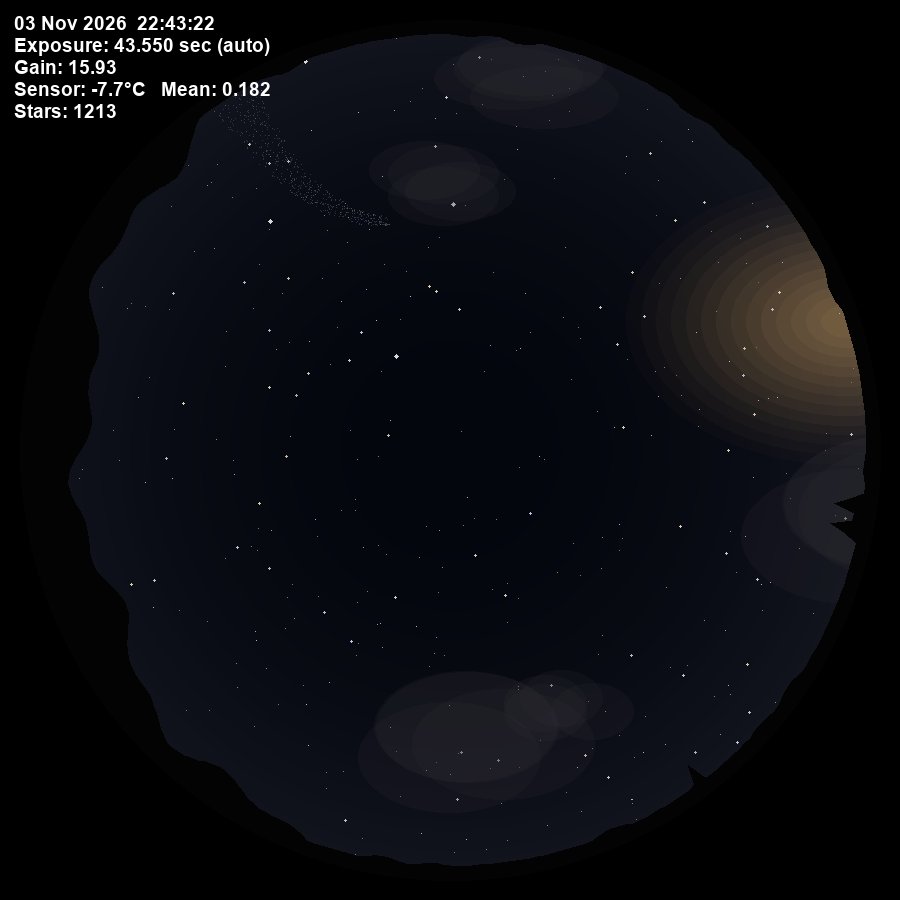 03 Nov 2026  22:43:22
Exposure: 43.550 sec (auto)
Gain: 15.93
Sensor: -7.7°C   Mean: 0.182
Stars: 1213